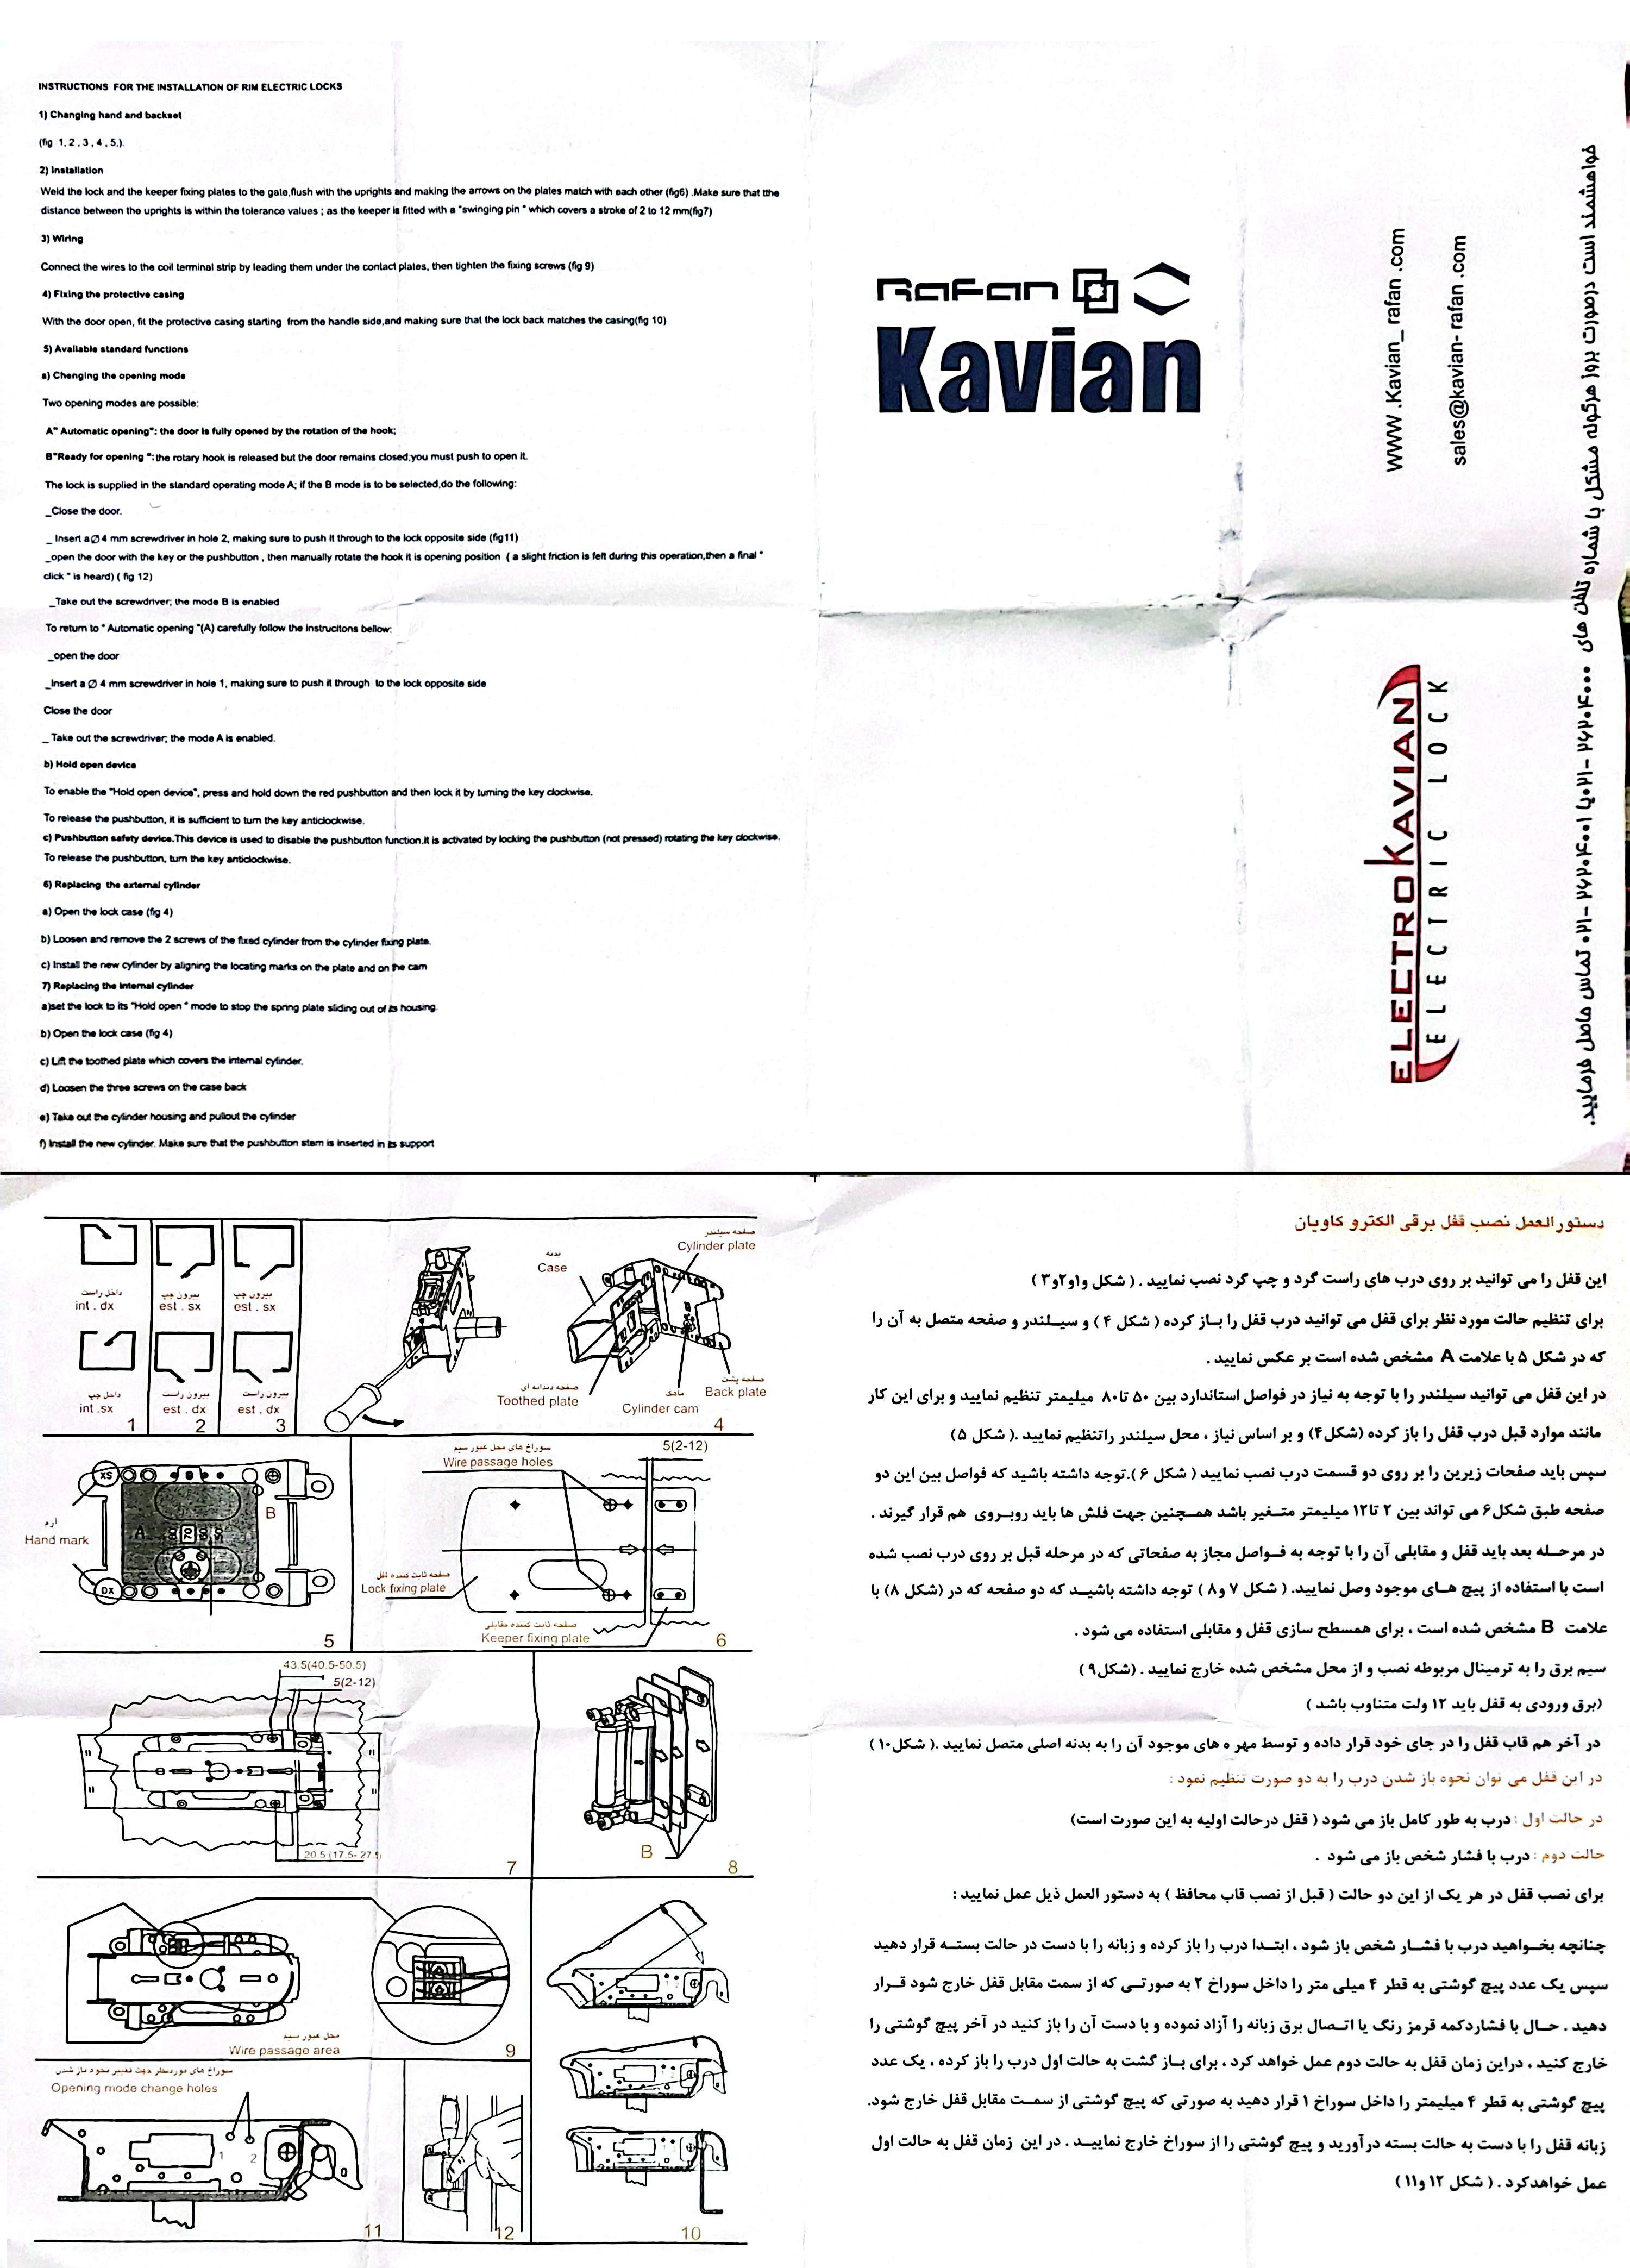 INSTRUCTIONS FOR THE INSTALLATION OF RIM ELECTRIC LOCKS
1) Changing hand and backset
(fig 1, 2 , 3 , 4 , 5,).
2) Installation
Weld the lock and the keeper fixing plates to the gate,flush with the uprights and making the arrows on the plates match with each other (fig6) .Make sure that tthe
distance between the uprights is within the tolerance values ; as the keeper is fitted with a "swinging pin " which covers a stroke of 2 to 12 mm(fig7)
3) Wiring
Connect the wires to the coil terminal strip by leading them under the contact plates, then tighten the fixing screws (fig 9)
4) Fixing the protective casing
With the door open, fit the protective casing starting from the handle side,and making sure that the lock back matches the casing(fig 10)
5) Available standard functions
a) Chenging the opening mode
Two opening modes are possible:
A" Automatic opening": the door is fully opened by the rotation of the hook;
B"Ready for opening ":the rotary hook is released but the door remains closed;you must push to open it.
The lock is supplied in the standard operating mode A; if the B mode is to be selected,do the following:
_Close the door.
_ Insert a∅4 mm screwdriver in hole 2, making sure to push it through to the lock opposite side (fig11)
_open the door with the key or the pushbutton , then manually rotate the hook it is opening position ( a slight friction is felt during this operation,then a final "
click " is heard) ( fig 12)
_Take out the screwdriver; the mode B is enabled
To return to " Automatic opening "(A) carefully follow the instrucitons bellow:
_open the door
_Insert a ∅ 4 mm screwdriver in hole 1, making sure to push it through to the lock opposite side
Close the door
_ Take out the screwdriver; the mode A is enabled.
b) Hold open device
To enable the "Hold open device", press and hold down the red pushbutton and then lock it by turning the key clockwise.
To release the pushbutton, it is sufficient to turn the key anticlockwise.
c) Pushbutton safety device.This device is used to disable the pushbutton function.it is activated by locking the pushbutton (not pressed) rotating the key clockwise.
To release the pushbutton, turn the key anticlockwise.
6) Replacing the external cylinder
a) Open the lock case (fig 4)
b) Loosen and remove the 2 screws of the fixed cylinder from the cylinder fixing plate.
c) Install the new cylinder by aligning the locating marks on the plate and on the cam
7) Replacing the internal cylinder
a)set the lock to its "Hold open " mode to stop the spring plate sliding out of its housing.
b) Open the lock case (fig 4)
c) Lift the toothed plate which covers the internal cylinder.
d) Loosen the three screws on the case back
e) Take out the cylinder housing and pullout the cylinder
f) Install the new cylinder. Make sure that the pushbutton stem is inserted in its support
Rafan
Kavian
WWW .Kavian_ rafan .com
sales@kavian- rafan .com
ELECTROKAVIAN
ELECTRIC LOCK
خواهشمند است درصورت بروز هرگونه مشکل با شماره تلفن های ۲۶۲۰۴۰۰۰ -۰۲۱ یا ۲۶۲۰۴۰۰۱ -۰۲۱ تماس حاصل فرمایید.
داخل راست
int . dx
بیرون چپ
est . sx
بیرون چپ
est . sx
داخل چپ
int .sx
بیرون راست
est . dx
بیرون راست
est . dx
1
2
3
بدنه
Case
صفحه سیلندر
Cylinder plate
صفحه دندانه ای
Toothed plate
Cylinder cam
صفحه پشت
Back plate
4
XS
آرم
Hand mark
DX
A
70
B
5
سوراخ های محل عبور سیم
Wire passage holes
5(2-12)
صفحه ثابت کننده قفل
Lock fixing plate
صفحه ثابت کننده مقابلی
Keeper fixing plate
6
43.5(40.5-50.5)
5(2-12)
20.5 (17.5- 27.5)
7
B
8
محل عبور سیم
Wire passage area
9
10
سوراخ های موردنظر جهت تغییر نحوه باز شدن
Opening mode change holes
1
2
11
12
دستورالعمل نصب قفل برقی الکترو کاویان
این قفل را می توانید بر روی درب های راست گرد و چپ گرد نصب نمایید . ( شکل ۱و۲و۳ )
برای تنظیم حالت مورد نظر برای قفل می توانید درب قفل را بـاز کرده ( شکل ۴ ) و سیـلندر و صفحه متصل به آن را
که در شکل ۵ با علامت A مشخص شده است بر عکس نمایید .
در این قفل می توانید سیلندر را با توجه به نیاز در فواصل استاندارد بین ۵۰ تا۸۰ میلیمتر تنظیم نمایید و برای این کار
مانند موارد قبل درب قفل را باز کرده (شکل۴) و بر اساس نیاز ، محل سیلندر راتنظیم نمایید .( شکل ۵)
سپس باید صفحات زیرین را بر روی دو قسمت درب نصب نمایید ( شکل ۶ ).توجه داشته باشید که فواصل بین این دو
صفحه طبق شکل۶ می تواند بین ۲ تا۱۲ میلیمتر متـغیر باشد همـچنین جهت فلش ها باید روبـروی هم قرار گیرند .
در مرحـله بعد باید قفل و مقابلی آن را با توجه به فـواصل مجاز به صفحاتی که در مرحله قبل بر روی درب نصب شده
است با استفاده از پیچ هـای موجود وصل نمایید. ( شکل ۷ و۸ ) توجه داشته باشیـد که دو صفحه که در (شکل ۸) با
علامت B مشخص شده است ، برای همسطح سازی قفل و مقابلی استفاده می شود .
سیم برق را به ترمینال مربوطه نصب و از محل مشخص شده خارج نمایید . (شکل۹ )
(برق ورودی به قفل باید ۱۲ ولت متناوب باشد )
در آخر هم قاب قفل را در جای خود قرار داده و توسط مهر ه های موجود آن را به بدنه اصلی متصل نمایید .( شکل۱۰ )
در این قفل می توان نحوه باز شدن درب را به دو صورت تنظیم نمود :
در حالت اول : درب به طور کامل باز می شود ( قفل درحالت اولیه به این صورت است)
حالت دوم : درب با فشار شخص باز می شود .
برای نصب قفل در هر یک از این دو حالت ( قبل از نصب قاب محافظ ) به دستور العمل ذیل عمل نمایید :
چنانچه بخـواهید درب با فشـار شخص باز شود ، ابتـدا درب را باز کرده و زبانه را با دست در حالت بستـه قرار دهید
سپس یک عدد پیچ گوشتی به قطر ۴ میلی متر را داخل سوراخ ۲ به صورتـی که از سمت مقابل قفل خارج شود قـرار
دهید . حـال با فشاردکمه قرمز رنگ یا اتـصال برق زبانه را آزاد نموده و با دست آن را باز کنید در آخر پیچ گوشتی را
خارج کنید ، دراین زمان قفل به حالت دوم عمل خواهد کرد ، برای بـاز گشت به حالت اول درب را باز کرده ، یک عدد
پیچ گوشتی به قطر ۴ میلیمتر را داخل سوراخ ۱ قرار دهید به صورتی که پیچ گوشتی از سمـت مقابل قفل خارج شود.
زبانه قفل را با دست به حالت بسته درآورید و پیچ گوشتی را از سوراخ خارج نماییـد . در این زمان قفل به حالت اول
عمل خواهدکرد . ( شکل ۱۲ و۱۱ )